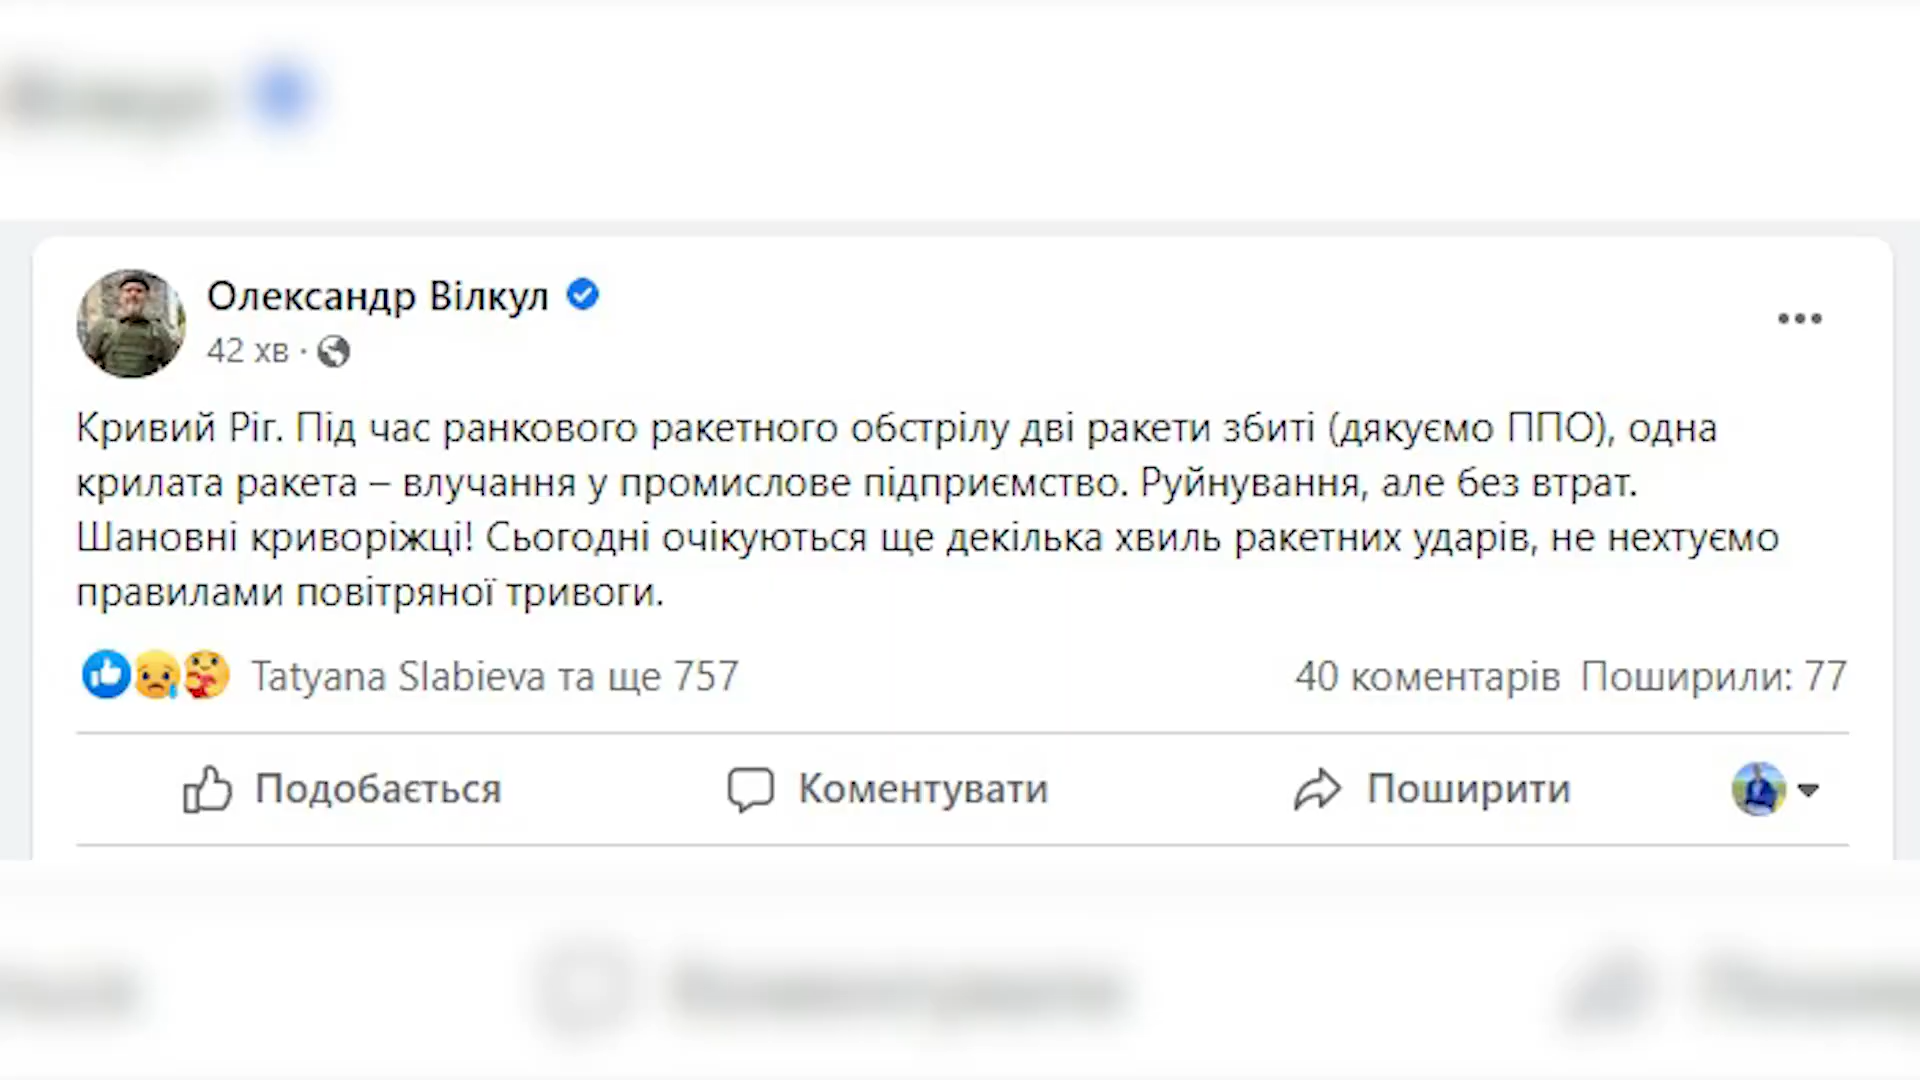 Олександр Вілкул
42 хв ·
Кривий Ріг. Під час ранкового ракетного обстрілу дві ракети збиті (дякуємо ППО), одна
крилата ракета – влучання у промислове підприємство. Руйнування, але без втрат.
Шановні криворіжці! Сьогодні очікуються ще декілька хвиль ракетних ударів, не нехтуємо
правилами повітряної тривоги.
Tatyana Slabieva та ще 757
40 коментарів Поширили: 77
Подобається Коментувати Поширити